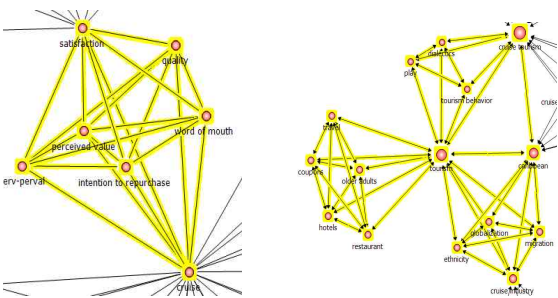 satisfaction
quality
perceived value
word of mouth
erv-perval
intention to repurchase
cruise
cruise tourism
dialectics
play
tourism behavior
cruise
travel
coupons
older adults
tourism
caribbean
hotels
restaurant
globalization
migration
ethnicity
cruise industry